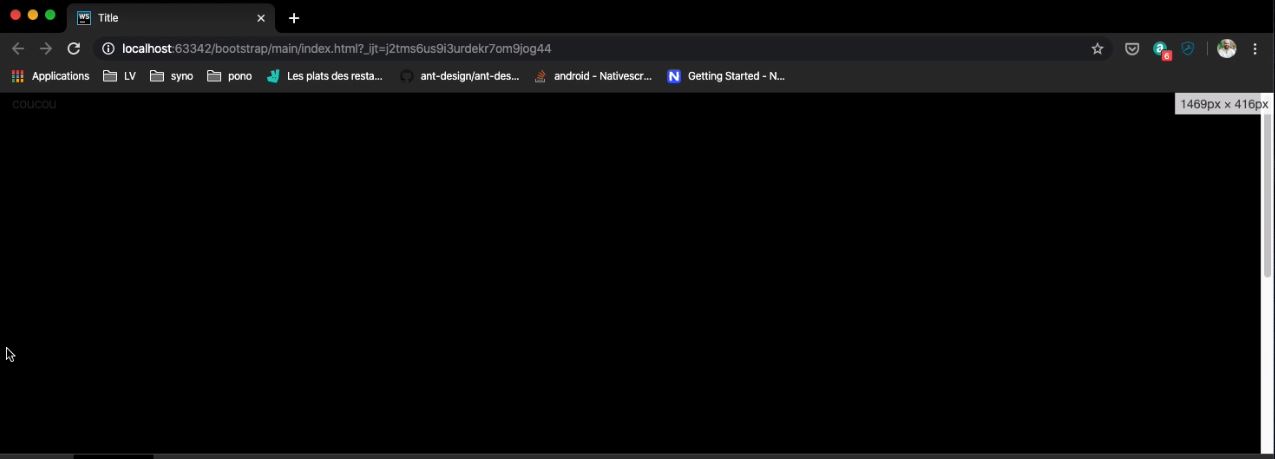 WS Title
localhost:63342/bootstrap/main/index.html?_ijt=j2tms6us9i3urdekr7om9jog44
6
Applications LV syno pono Les plats des resta... ant-design/ant-des... android - Nativescr... N Getting Started - N...
coucou
1469px × 416px